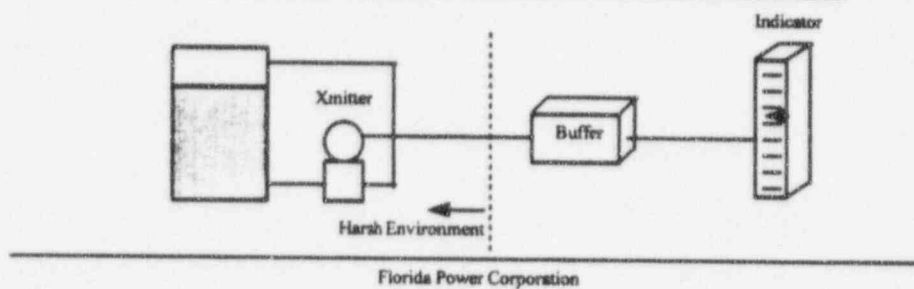 Indicator
Xmitter
Buffer
Harsh Environment
Florida Power Corporation